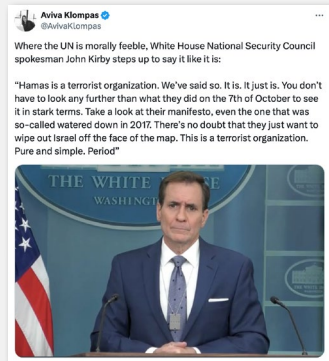 Aviva Klompas
@AvivaKlompas
Where the UN is morally feeble, White House National Security Council
spokesman John Kirby steps up to say it like it is:
“Hamas is a terrorist organization. We’ve said so. It is. It just is. You don’t
have to look any further than what they did on the 7th of October to see
it in stark terms. Take a look at their manifesto, even the one that was
so-called watered down in 2017. There’s no doubt that they just want to
wipe out Israel off the face of the map. This is a terrorist organization.
Pure and simple. Period”
THE WHITE HOUSE
WASHINGT